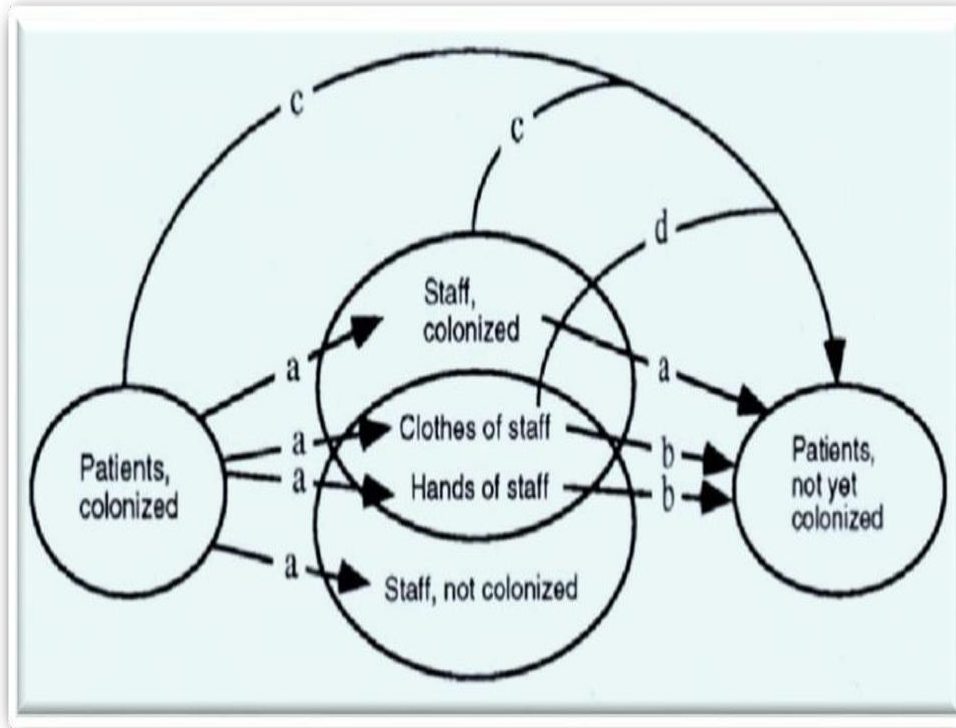 c
c
d
Staff,
colonized
a
a
Patients,
colonized
a
Clothes of staff
b
a
Hands of staff
b
Patients,
not yet
colonized
a
Staff, not colonized